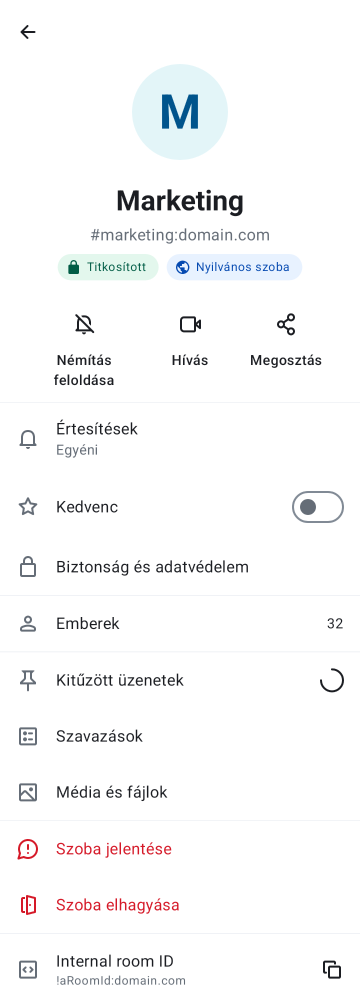 M
Marketing
#marketing:domain.com
Titkosított
Nyilvános szoba
Némítás
feloldása
Hívás
Megosztás
Értesítések
Egyéni
Kedvenc
Biztonság és adatvédelem
Emberek 32
Kitűzött üzenetek
Szavazások
Média és fájlok
Szoba jelentése
Szoba elhagyása
Internal room ID
!aRoomId:domain.com